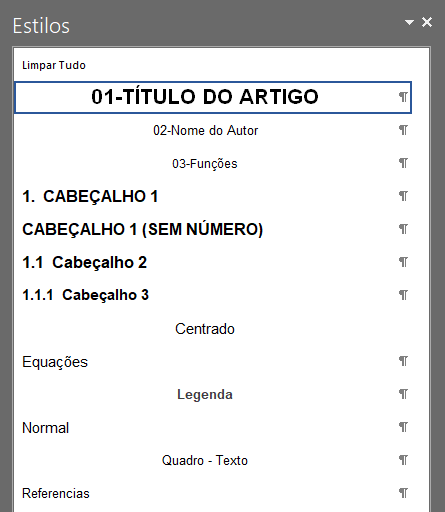 Estilos
Limpar Tudo
01-TÍTULO DO ARTIGO ¶
02-Nome do Autor ¶
03-Funções ¶
1. CABEÇALHO 1 ¶
CABEÇALHO 1 (SEM NÚMERO) ¶
1.1 Cabeçalho 2 ¶
1.1.1 Cabeçalho 3 ¶
Centrado ¶
Equações ¶
Legenda ¶
Normal ¶
Quadro - Texto ¶
Referencias ¶